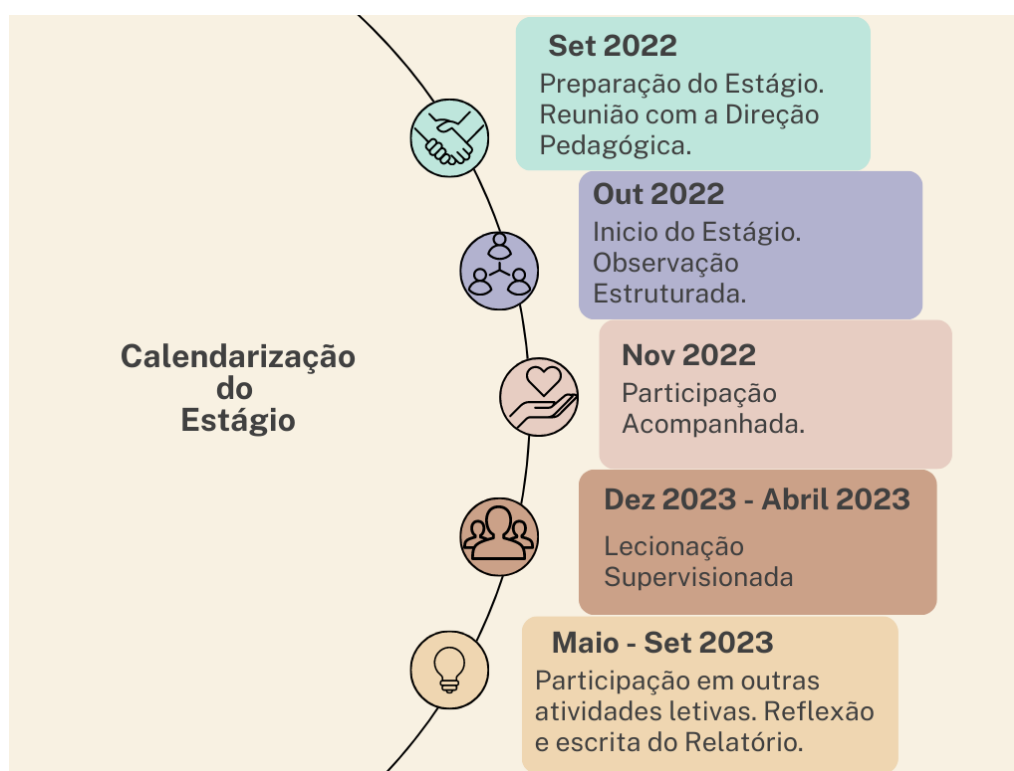 Calendarização
do
Estágio
Set 2022
Preparação do Estágio.
Reunião com a Direção
Pedagógica.
Out 2022
Inicio do Estágio.
Observação
Estruturada.
Nov 2022
Participação
Acompanhada.
Dez 2023 - Abril 2023
Lecionação
Supervisionada
Maio - Set 2023
Participação em outras
atividades letivas. Reflexão
e escrita do Relatório.